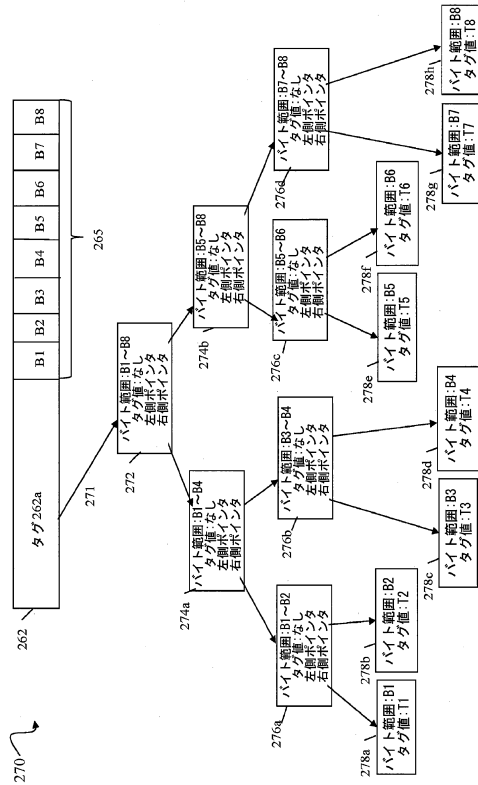 270
262
タグ262a
B1
B2
B3
B4
B5
B6
B7
B8
265
271
272
バイト範囲:B1~B8
タグ値:なし
左側ポインタ
右側ポインタ
274a
バイト範囲:B1~B4
タグ値:なし
左側ポインタ
右側ポインタ
274b
バイト範囲:B5~B8
タグ値:なし
左側ポインタ
右側ポインタ
276a
バイト範囲:B1~B2
タグ値:なし
左側ポインタ
右側ポインタ
276b
バイト範囲:B3~B4
タグ値:なし
左側ポインタ
右側ポインタ
276c
バイト範囲:B5~B6
タグ値:なし
左側ポインタ
右側ポインタ
276d
バイト範囲:B7~B8
タグ値:なし
左側ポインタ
右側ポインタ
278a
バイト範囲:B1
タグ値:T1
278b
バイト範囲:B2
タグ値:T2
278c
バイト範囲:B3
タグ値:T3
278d
バイト範囲:B4
タグ値:T4
278e
バイト範囲:B5
タグ値:T5
278f
バイト範囲:B6
タグ値:T6
278g
バイト範囲:B7
タグ値:T7
278h
バイト範囲:B8
タグ値:T8